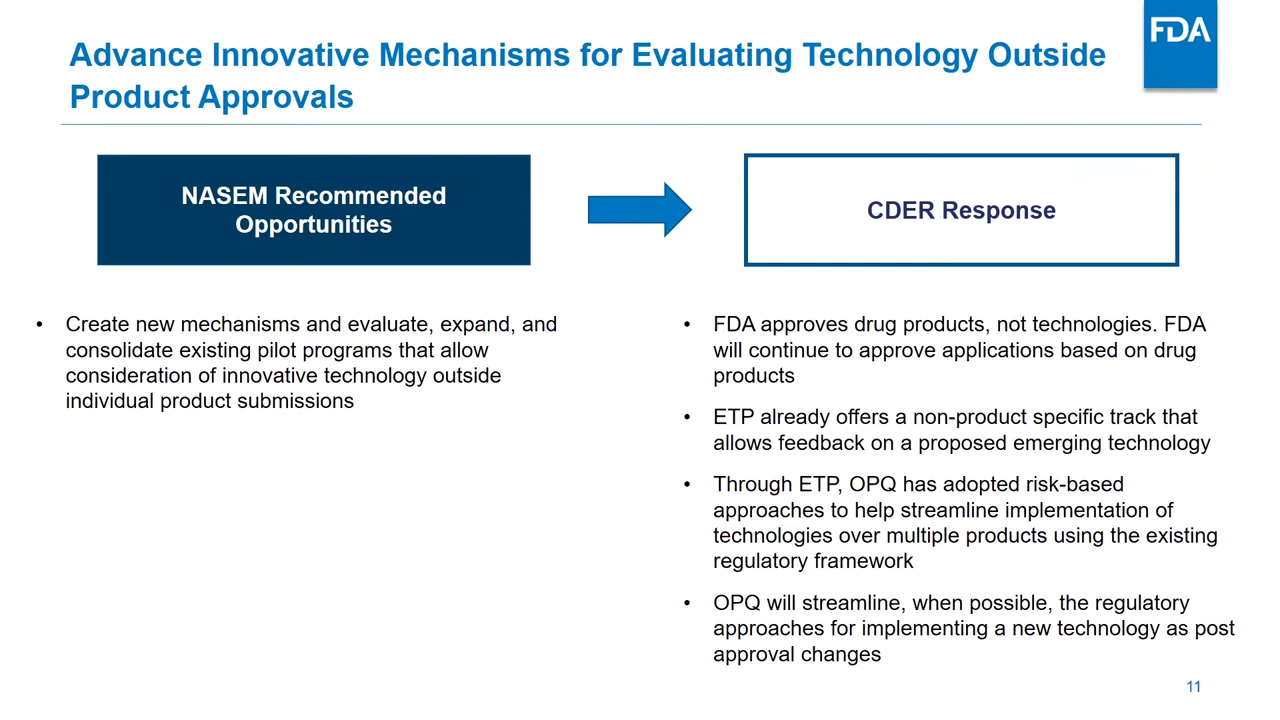 Advance Innovative Mechanisms for Evaluating Technology Outside
Product Approvals
FDA
NASEM Recommended
Opportunities
CDER Response
• Create new mechanisms and evaluate, expand, and
consolidate existing pilot programs that allow
consideration of innovative technology outside
individual product submissions
• FDA approves drug products, not technologies. FDA
will continue to approve applications based on drug
products
• ETP already offers a non-product specific track that
allows feedback on a proposed emerging technology
• Through ETP, OPQ has adopted risk-based
approaches to help streamline implementation of
technologies over multiple products using the existing
regulatory framework
• OPQ will streamline, when possible, the regulatory
approaches for implementing a new technology as post
approval changes
11